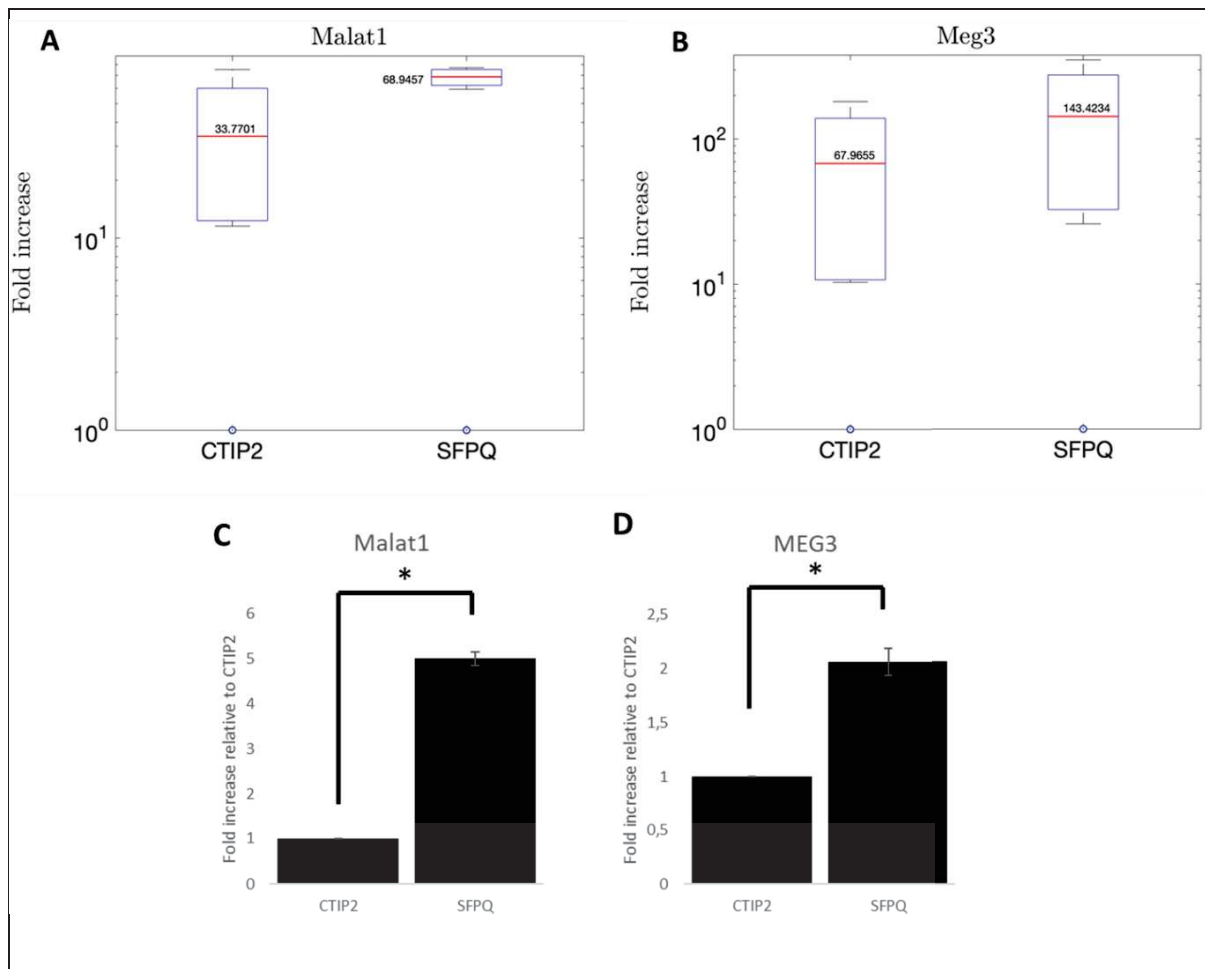 A
Malat1
Fold increase
10^1
10^0
33.7701
68.9457
CTIP2
SFPQ
B
Meg3
Fold increase
10^2
10^1
10^0
67.9655
143.4234
CTIP2
SFPQ
C
Malat1
*
Fold increase relative to CTIP2
6
5
4
3
2
1
0
CTIP2
SFPQ
D
MEG3
*
Fold increase relative to CTIP2
2,5
2
1,5
1
0,5
0
CTIP2
SFPQ